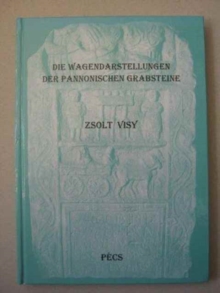 DIE WAGENDARSTELLUNGEN
DER PANNONISCHEN GRABSTEINE
ZSOLT VISY
PÉCS